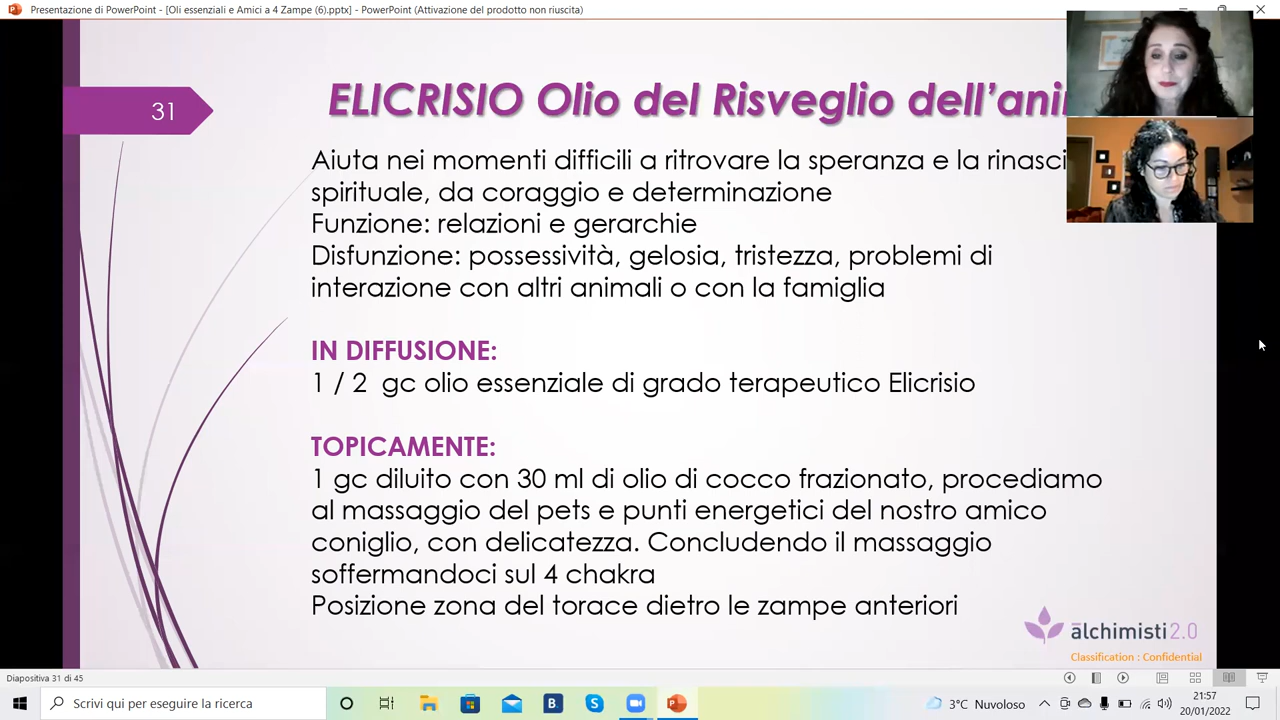 Presentazione di PowerPoint - [Oli essenziali e Amici a 4 Zampe (6).pptx] - PowerPoint (Attivazione del prodotto non riuscita)
31
ELICRISIO Olio del Risveglio
Aiuta nei momenti difficili a ritrovare la speranza e la
spirituale, da coraggio e determinazione
Funzione: relazioni e gerarchie
Disfunzione: possessività, gelosia, tristezza, problemi di
interazione con altri animali o con la famiglia
IN DIFFUSIONE:
1 / 2 gc olio essenziale di grado terapeutico Elicrisio
TOPICAMENTE:
1 gc diluito con 30 ml di olio di cocco frazionato, procediamo
al massaggio del pets e punti energetici del nostro amico
coniglio, con delicatezza. Concludendo il massaggio
soffermandoci sul 4 chakra
Posizione zona del torace dietro le zampe anteriori
alchimisti 2.0
Classification : Confidential
Diapositiva 31 di 45
Scrivi qui per eseguire la ricerca
3°C Nuvoloso
21:57
20/01/2022